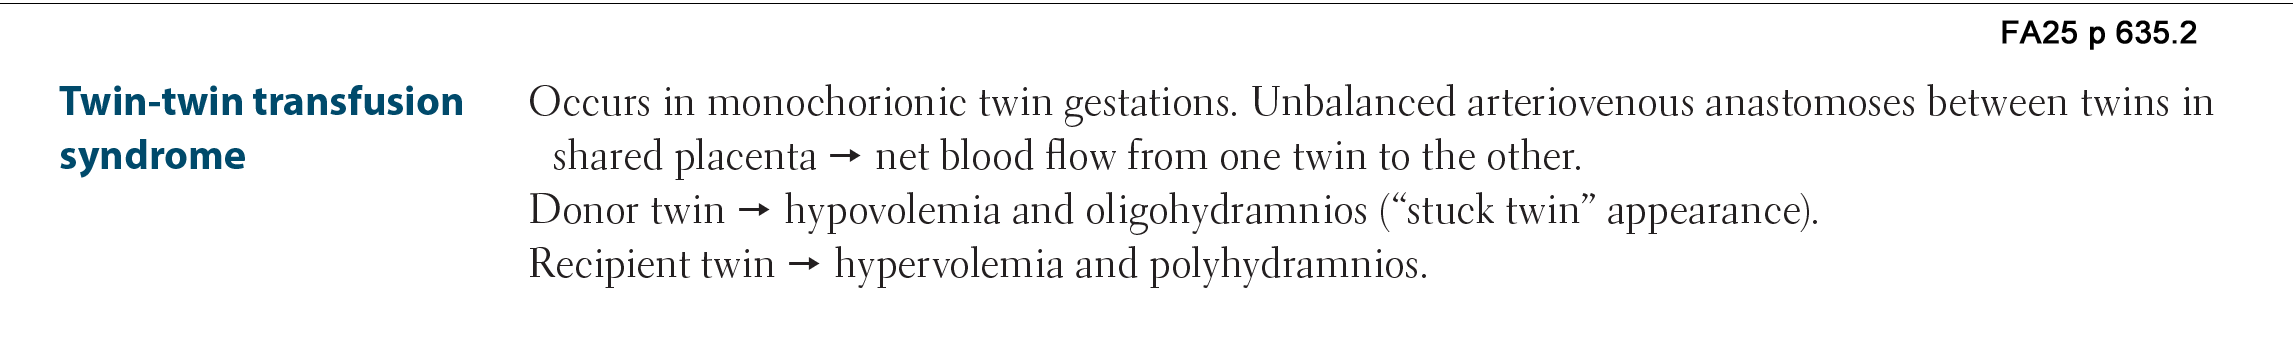 FA25 p 635.2
Twin-twin transfusion
syndrome
Occurs in monochorionic twin gestations. Unbalanced arteriovenous anastomoses between twins in
shared placenta → net blood flow from one twin to the other.
Donor twin → hypovolemia and oligohydramnios (“stuck twin” appearance).
Recipient twin → hypervolemia and polyhydramnios.